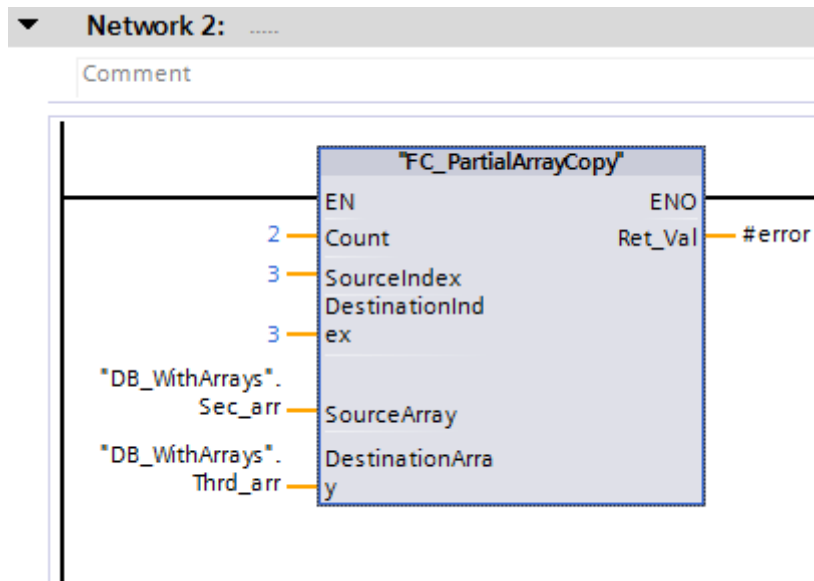 Network 2: .....
Comment
"FC_PartialArrayCopy"
EN ENO
2 Count Ret_Val #error
3 SourceIndex
DestinationInd
3 ex
"DB_WithArrays".
Sec_arr SourceArray
"DB_WithArrays". DestinationArra
Thrd_arr y